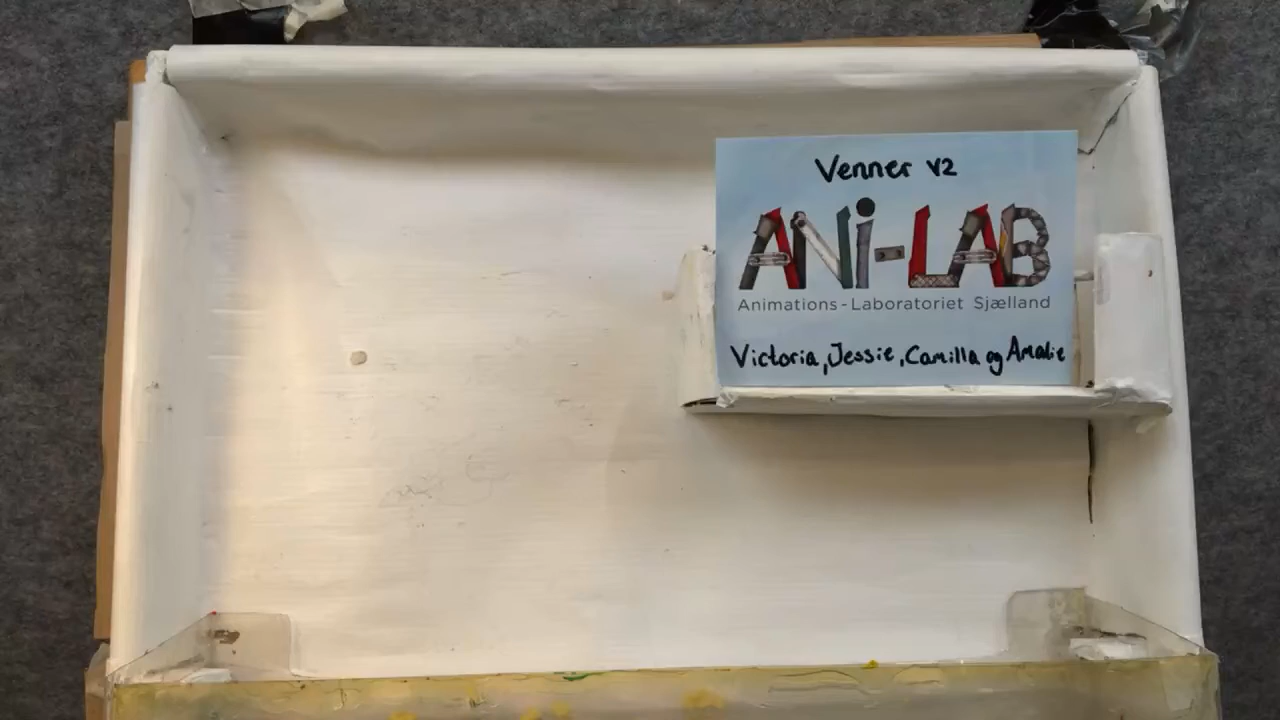 Venner v2
ANi-LAB
Animations-Laboratoriet Sjælland
Victoria, Jessie, Camilla og Amalie